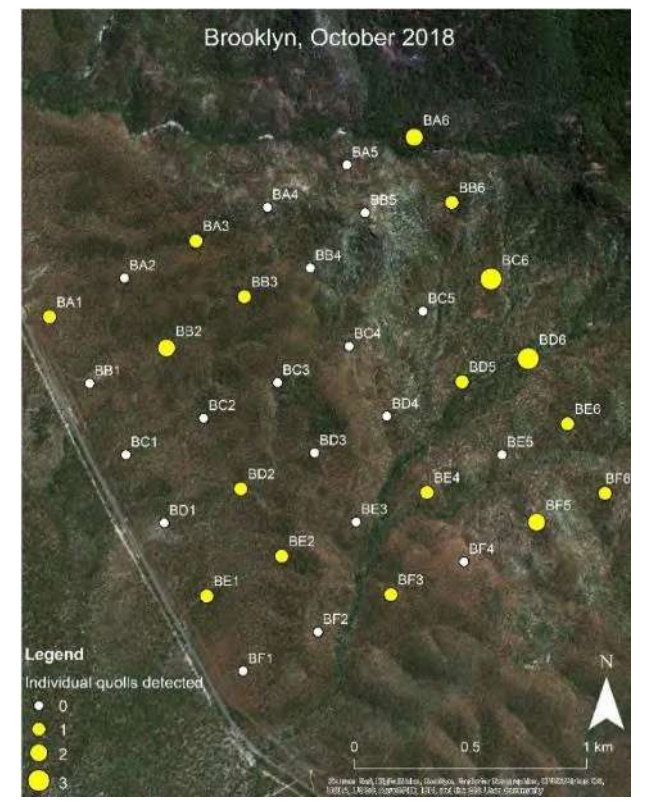 Brooklyn, October 2018
BA6
BA5
BB6
BA4
BB5
BA3
BB4
BC6
BA2
BB3
BC5
BA1
BB2
BC4
BD6
BB1
BC3
BD5
BC2
BD4
BE6
BC1
BD3
BE5
BD2
BE4
BF6
BD1
BE3
BF5
BE2
BF4
BE1
BF3
BF2
BF1
Legend
Individual quolls detected
0
1
2
3
N
0 0.5 1 km